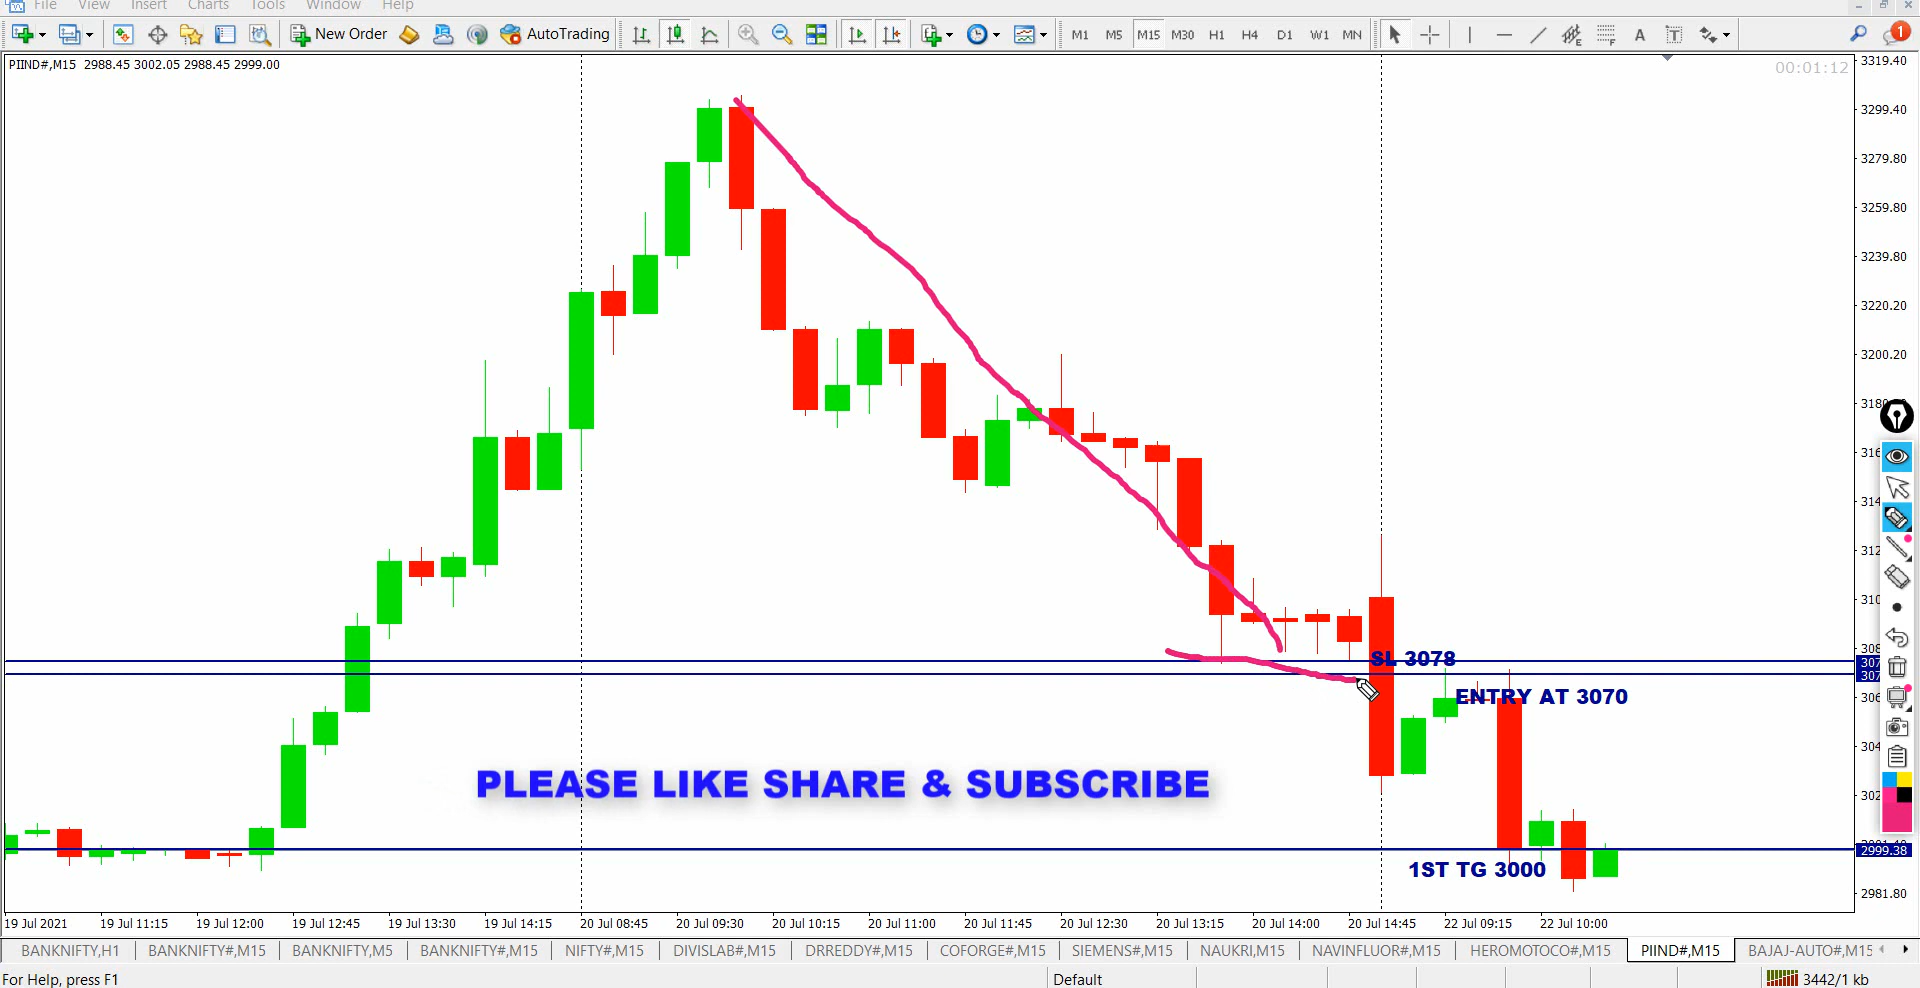 File View Insert Charts Tools Window Help
New Order AutoTrading M1 M5 M15 M30 H1 H4 D1 W1 MN A T 1
PIIND#,M15 2988.45 3002.05 2988.45 2999.00
00:01:12
3319.40
3299.40
3279.80
3259.80
3239.80
3220.20
3200.20
SL 3078
ENTRY AT 3070
PLEASE LIKE SHARE & SUBSCRIBE
2999.38
1ST TG 3000
2981.80
19 Jul 2021 19 Jul 11:15 19 Jul 12:00 19 Jul 12:45 19 Jul 13:30 19 Jul 14:15 20 Jul 08:45 20 Jul 09:30 20 Jul 10:15 20 Jul 11:00 20 Jul 11:45 20 Jul 12:30 20 Jul 13:15 20 Jul 14:00 20 Jul 14:45 22 Jul 09:15 22 Jul 10:00
BANKNIFTY,H1 BANKNIFTY#,M15 BANKNIFTY,M5 BANKNIFTY#,M15 NIFTY#,M15 DIVISLAB#,M15 DRREDDY#,M15 COFORGE#,M15 SIEMENS#,M15 NAUKRI,M15 NAVINFLUOR#,M15 HEROMOTOCO#,M15 PIIND#,M15 BAJAJ-AUTO#,M15
For Help, press F1 Default 3442/1 kb